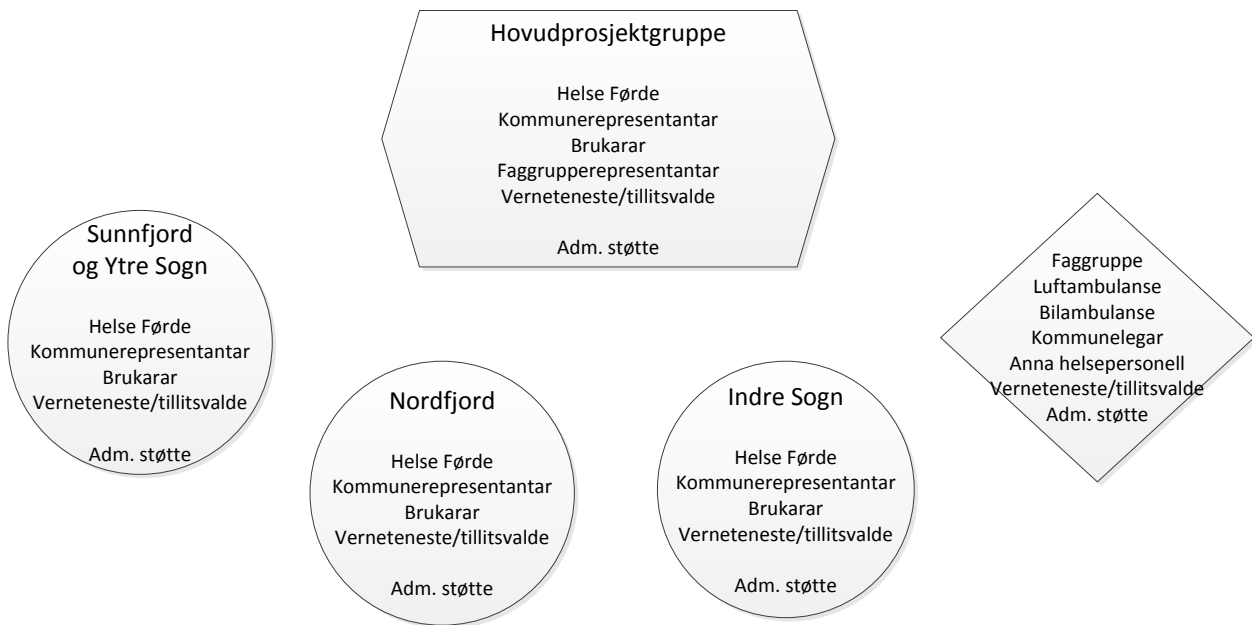 Hovudprosjektgruppe
Helse Førde
Kommunerepresentantar
Brukarar
Faggrupperepresentantar
Verneteneste/tillitsvalde
Adm. støtte
Sunnfjord
og Ytre Sogn
Helse Førde
Kommunerepresentantar
Brukarar
Verneteneste/tillitsvalde
Adm. støtte
Nordfjord
Helse Førde
Kommunerepresentantar
Brukarar
Verneteneste/tillitsvalde
Adm. støtte
Indre Sogn
Helse Førde
Kommunerepresentantar
Brukarar
Verneteneste/tillitsvalde
Adm. støtte
Faggruppe
Luftambulanse
Bilambulanse
Kommunelegar
Anna helsepersonell
Verneteneste/tillitsvalde
Adm. støtte